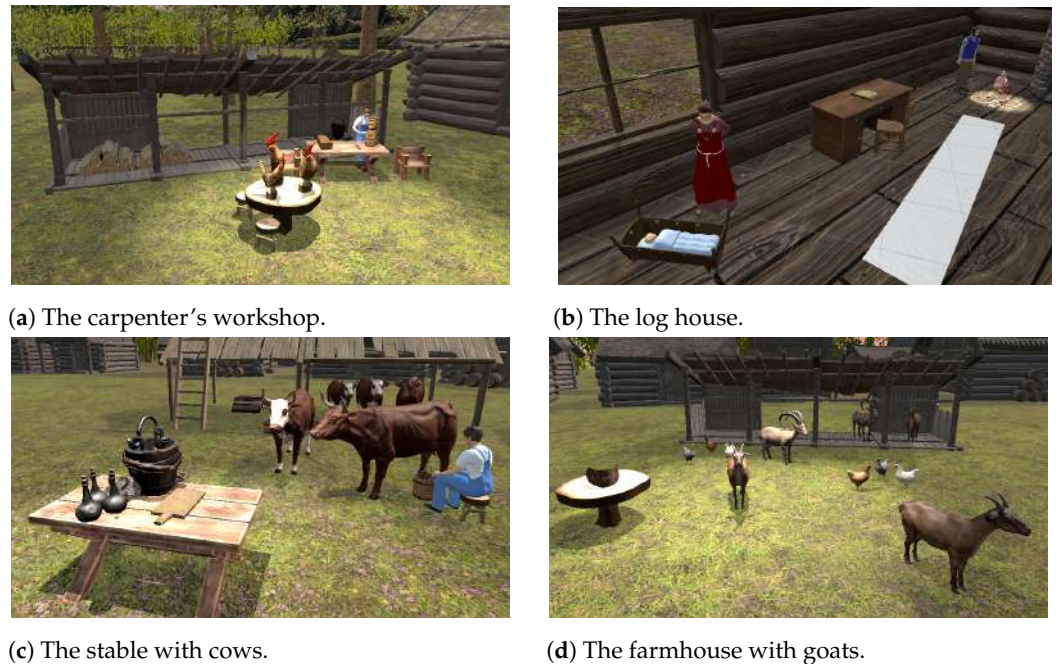 (a) The carpenter’s workshop.
(b) The log house.
(c) The stable with cows.
(d) The farmhouse with goats.